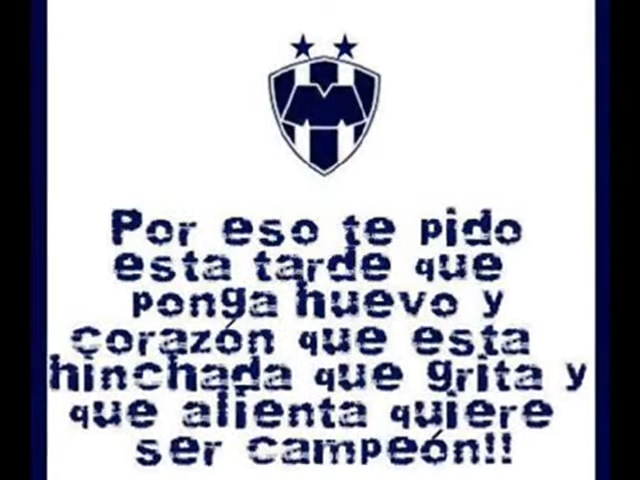 Por eso te pido
esta tarde que
ponga huevo y
corazón que esta
hinchada que grita y
que alienta quiere
ser campeón!!